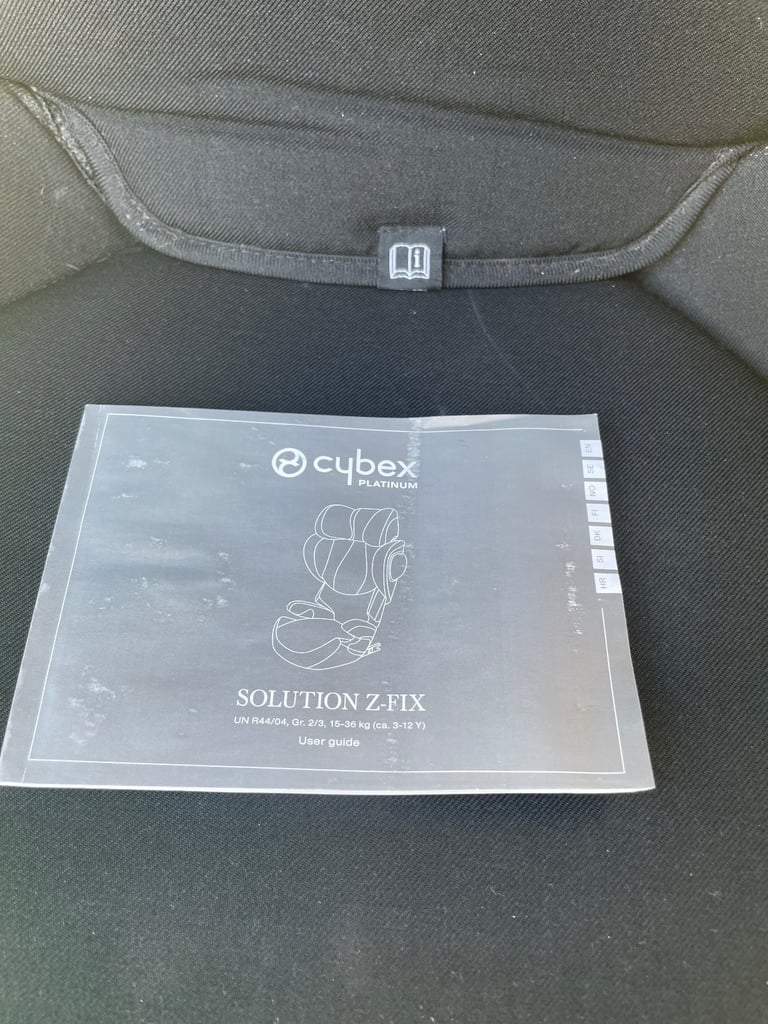 i
cybex
PLATINUM
EN
SE
NO
FI
DK
SI
HR
SOLUTION Z-FIX
UN R44/04, Gr. 2/3, 15-36 kg (ca. 3-12 Y)
User guide